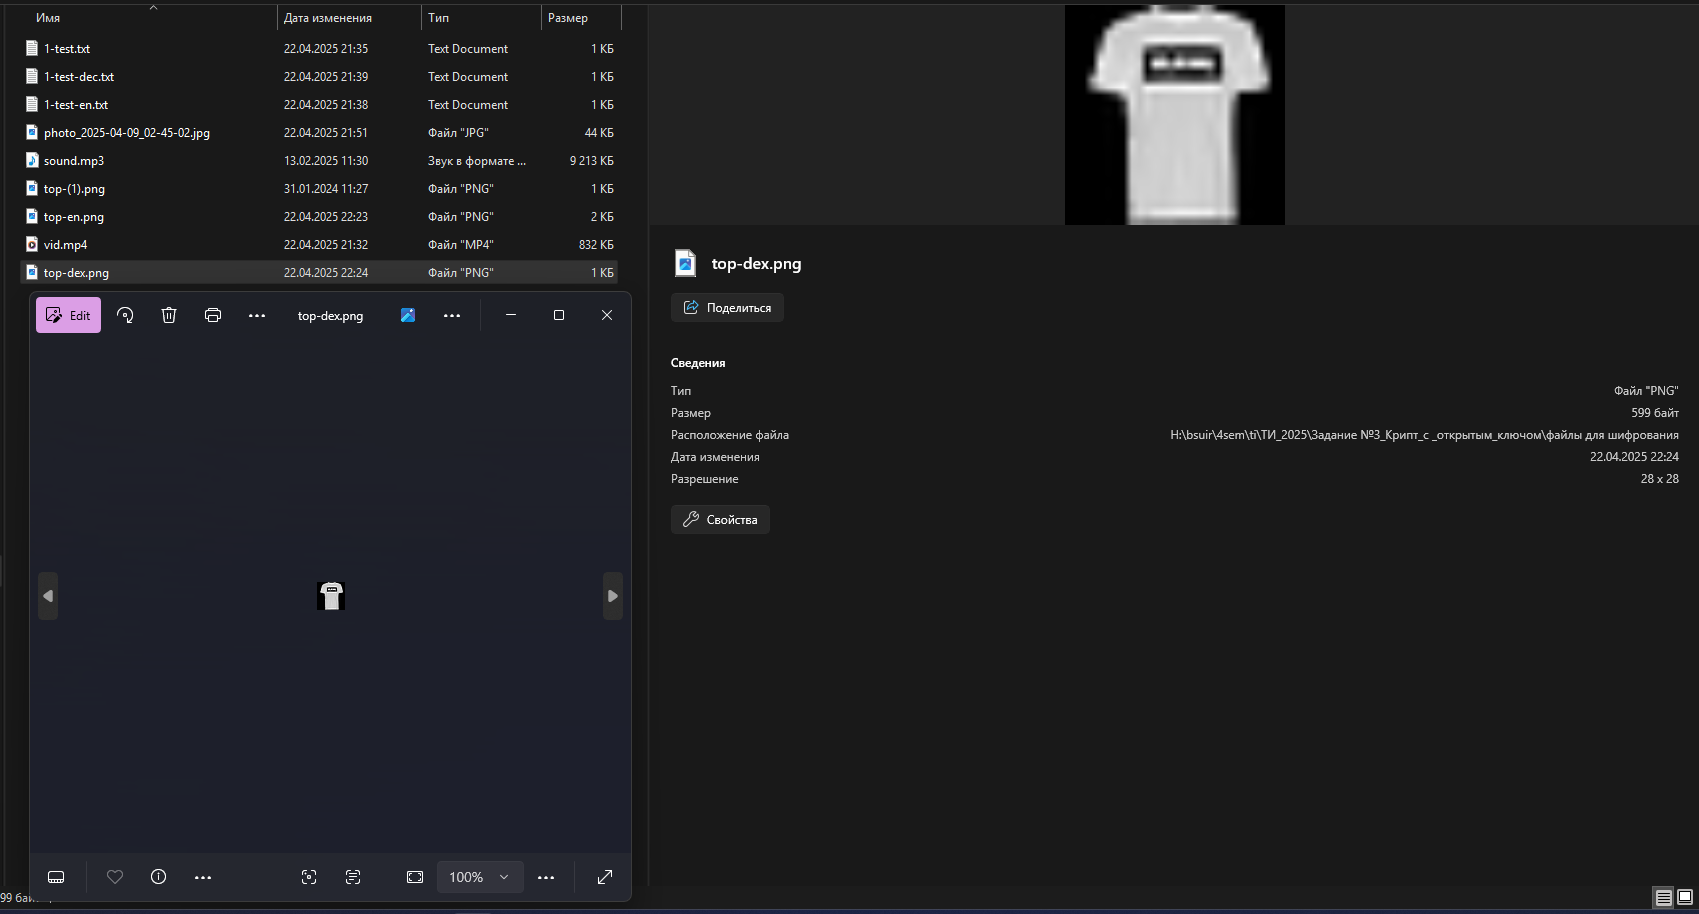 Имя Дата изменения Тип Размер
1-test.txt 22.04.2025 21:35 Text Document 1 КБ
1-test-dec.txt 22.04.2025 21:39 Text Document 1 КБ
1-test-en.txt 22.04.2025 21:38 Text Document 1 КБ
photo_2025-04-09_02-45-02.jpg 22.04.2025 21:51 Файл "JPG" 44 КБ
sound.mp3 13.02.2025 11:30 Звук в формате ... 9 213 КБ
top-(1).png 31.01.2024 11:27 Файл "PNG" 1 КБ
top-en.png 22.04.2025 22:23 Файл "PNG" 2 КБ
vid.mp4 22.04.2025 21:32 Файл "MP4" 832 КБ
top-dex.png 22.04.2025 22:24 Файл "PNG" 1 КБ
Edit top-dex.png
100%
top-dex.png
Поделиться
Сведения
Тип Файл "PNG"
Размер 599 байт
Расположение файла H:\bsuir\4sem\ti\ТИ_2025\Задание №3_Крипт_с _открытым_ключом\файлы для шифрования
Дата изменения 22.04.2025 22:24
Разрешение 28 x 28
Свойства